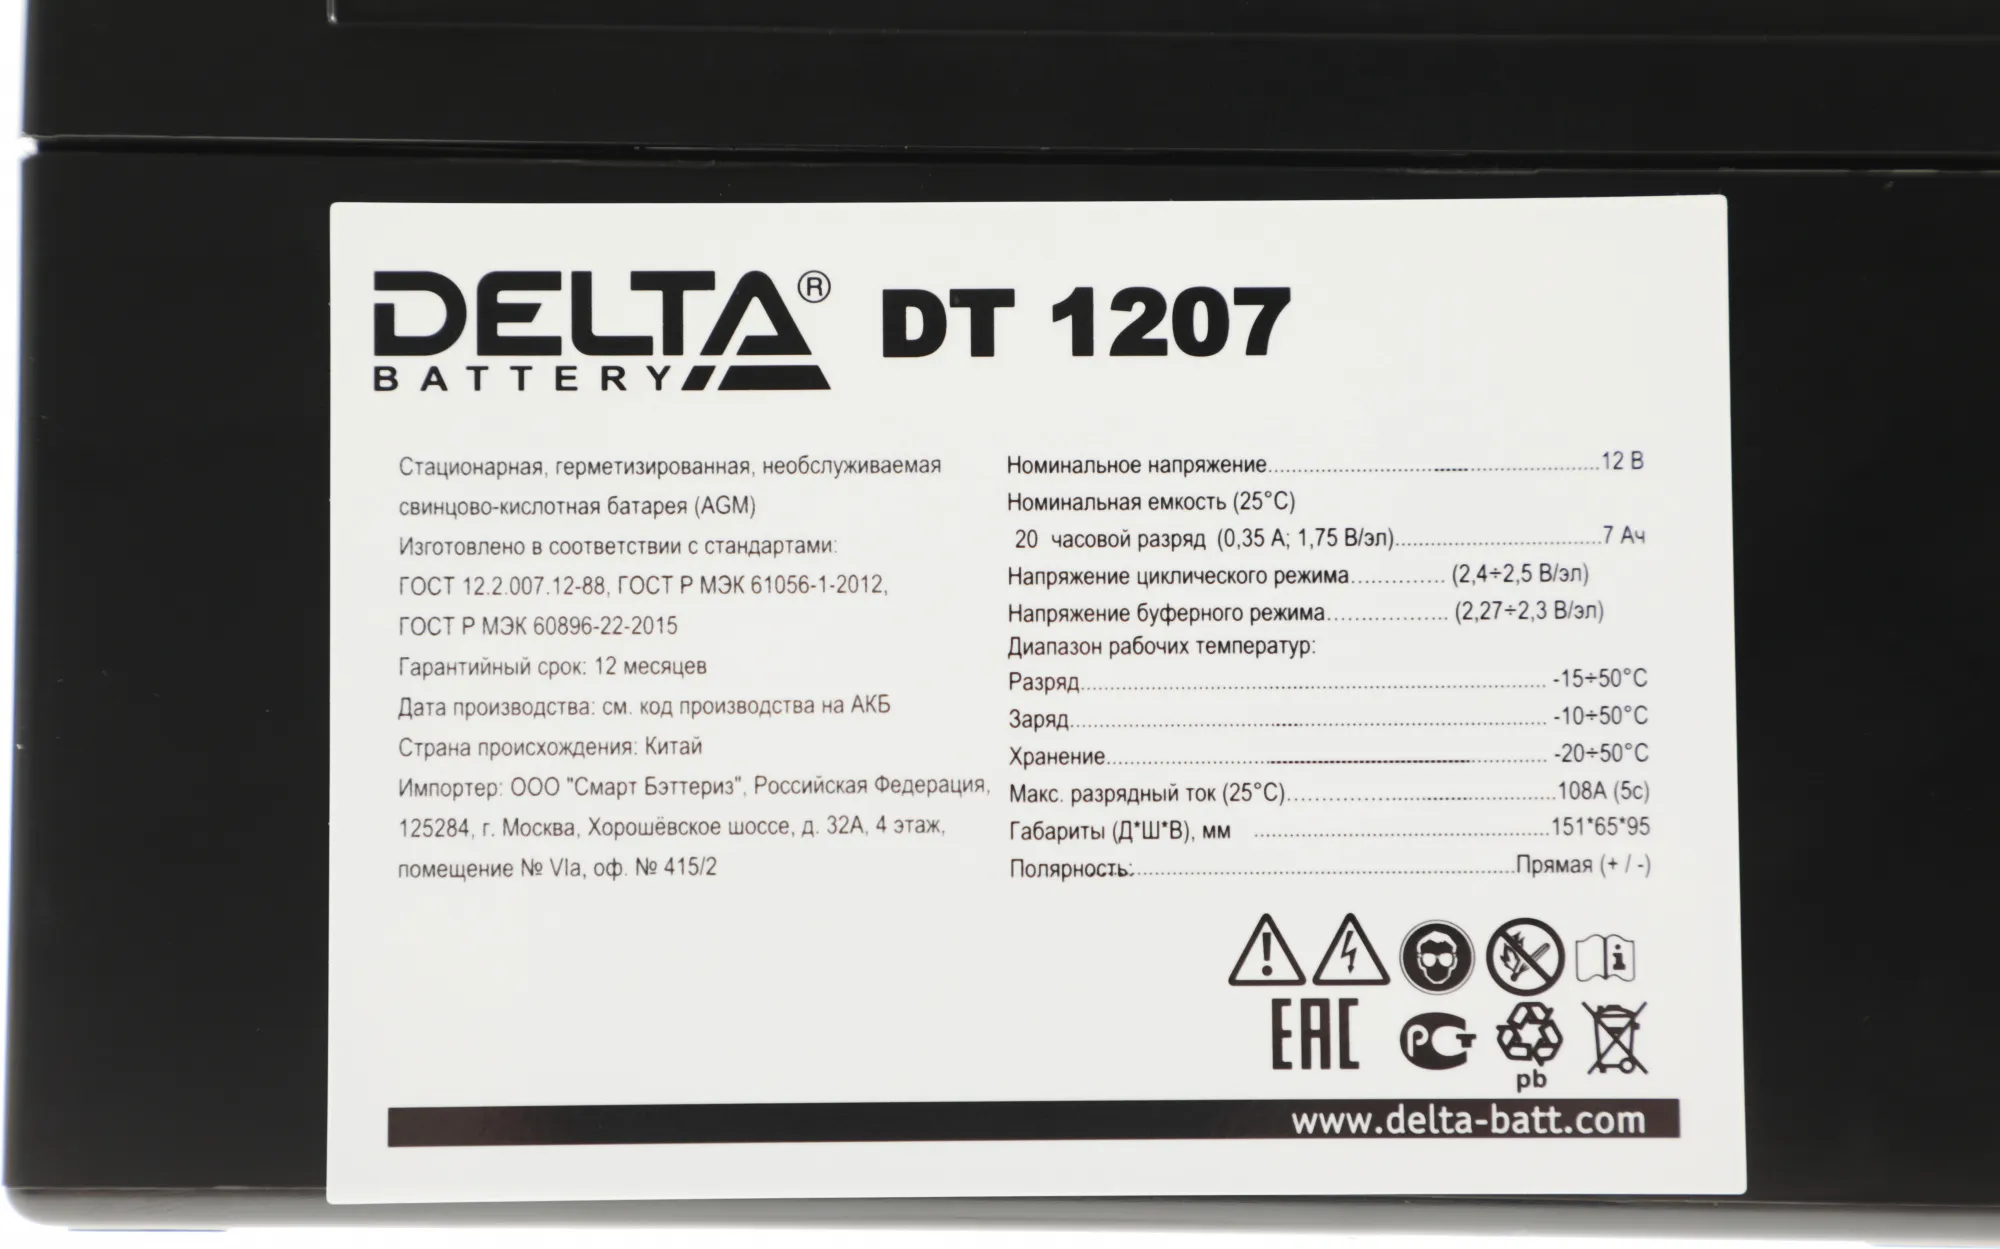 DELTA® DT 1207
BATTERY
Стационарная, герметизированная, необслуживаемая
свинцово-кислотная батарея (AGM)
Изготовлено в соответствии с стандартами:
ГОСТ 12.2.007.12-88, ГОСТ Р МЭК 61056-1-2012,
ГОСТ Р МЭК 60896-22-2015
Гарантийный срок: 12 месяцев
Дата производства: см. код производства на АКБ
Страна происхождения: Китай
Импортер: ООО "Смарт Бэттериз", Российская Федерация,
125284, г. Москва, Хорошёвское шоссе, д. 32А, 4 этаж,
помещение № VIa, оф. № 415/2
Номинальное напряжение....................12 В
Номинальная емкость (25°С)
20 часовой разряд (0,35 А; 1,75 В/эл)....................7 Ач
Напряжение циклического режима.............. (2,4÷2,5 В/эл)
Напряжение буферного режима.................. (2,27÷2,3 В/эл)
Диапазон рабочих температур:
Разряд.................... -15÷50°С
Заряд.................... -10÷50°С
Хранение.................... -20÷50°С
Макс. разрядный ток (25°С)....................108А (5с)
Габариты (Д*Ш*В), мм ....................151*65*95
Полярность:....................Прямая (+ / -)
EAC РСТ
pb
www.delta-batt.com